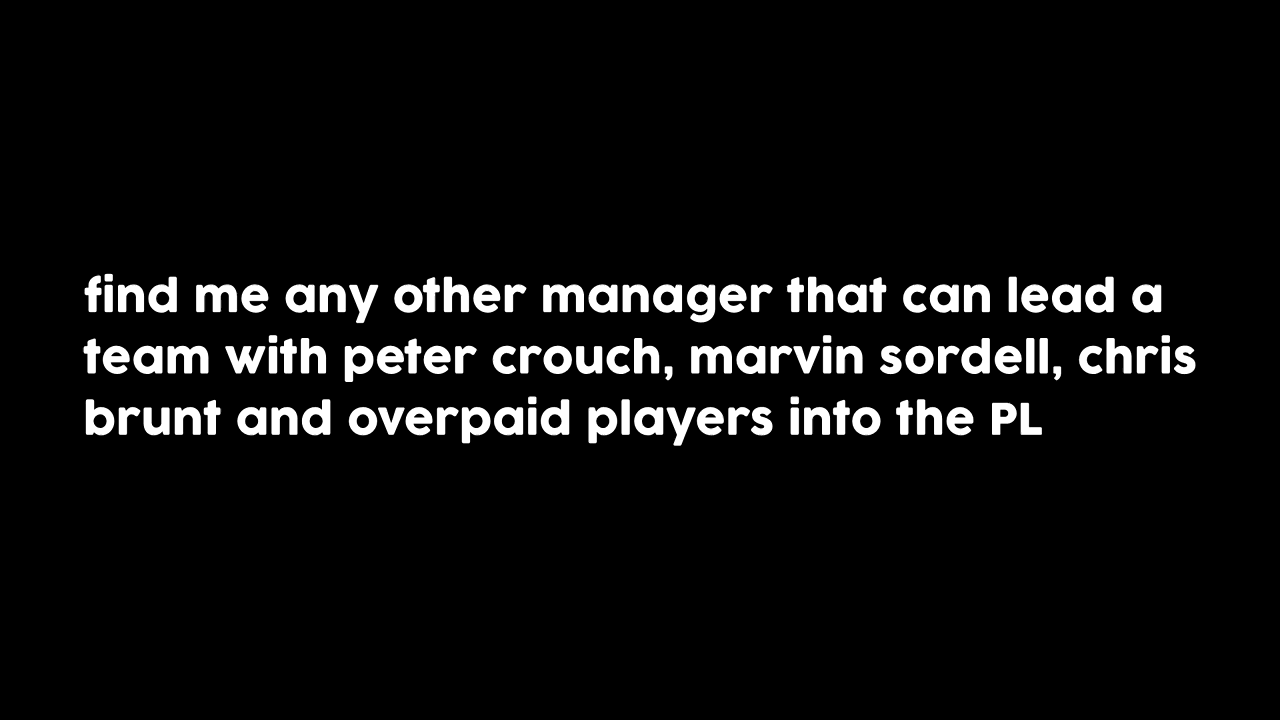 find me any other manager that can lead a
team with peter crouch, marvin sordell, chris
brunt and overpaid players into the PL